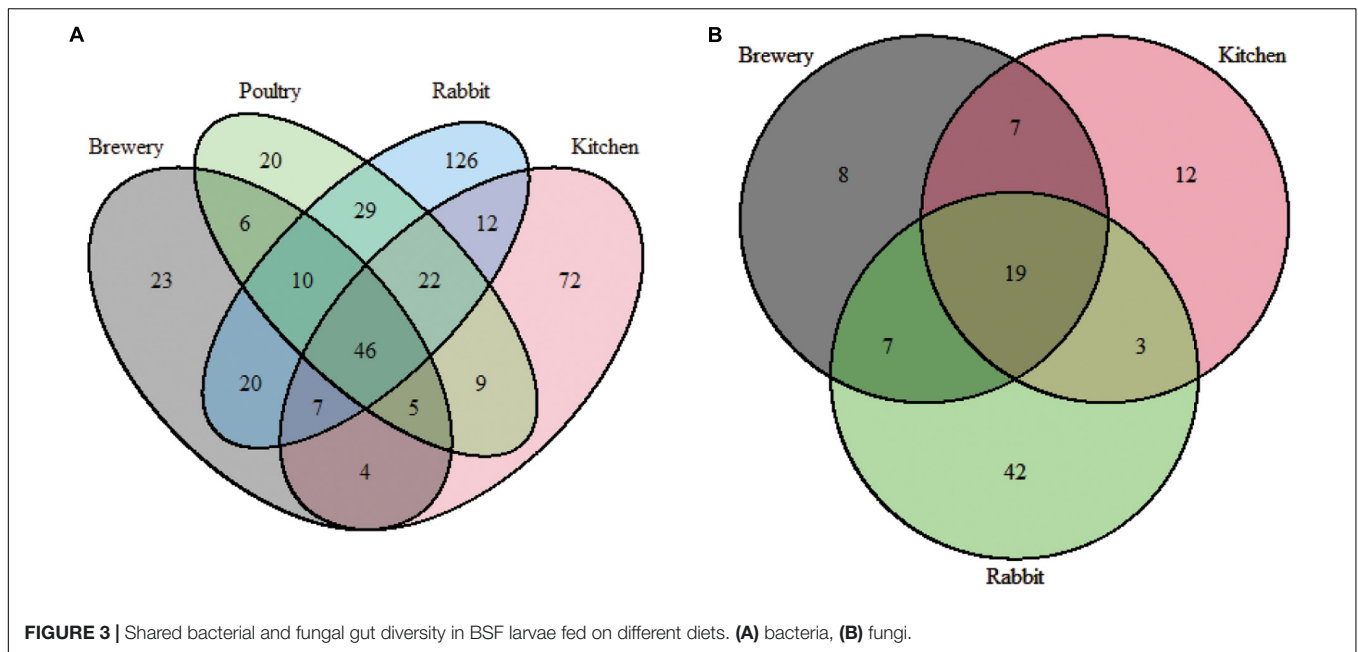 A
B
Brewery
Kitchen
Poultry
Rabbit
Brewery
Kitchen
20
126
7
29
12
8
12
6
23
10
22
72
19
46
20
9
7
3
7
5
4
42
Rabbit
FIGURE 3 | Shared bacterial and fungal gut diversity in BSF larvae fed on different diets. (A) bacteria, (B) fungi.